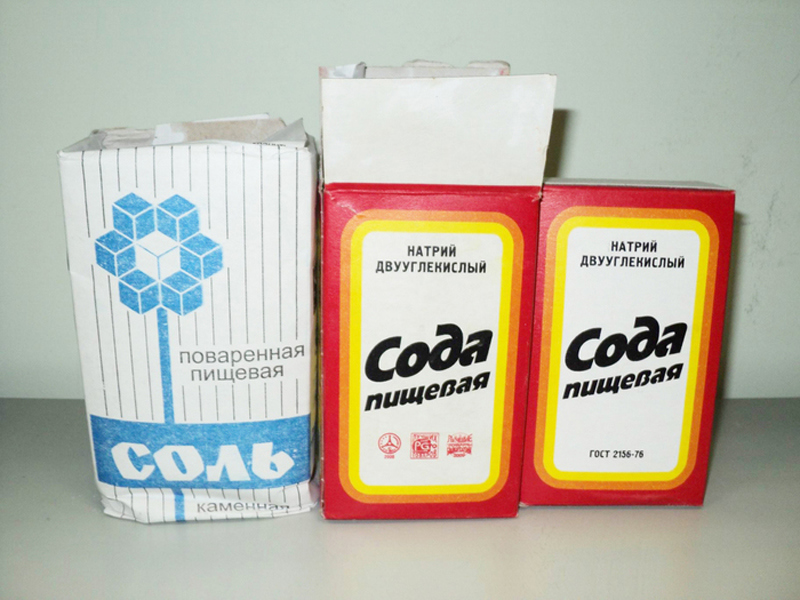 поваренная
пищевая
СОЛЬ
каменная
НАТРИЙ
ДВУУГЛЕКИСЛЫЙ
Сода
пищевая
НАТРИЙ
ДВУУГЛЕКИСЛЫЙ
Сода
пищевая
ГОСТ 2156-76